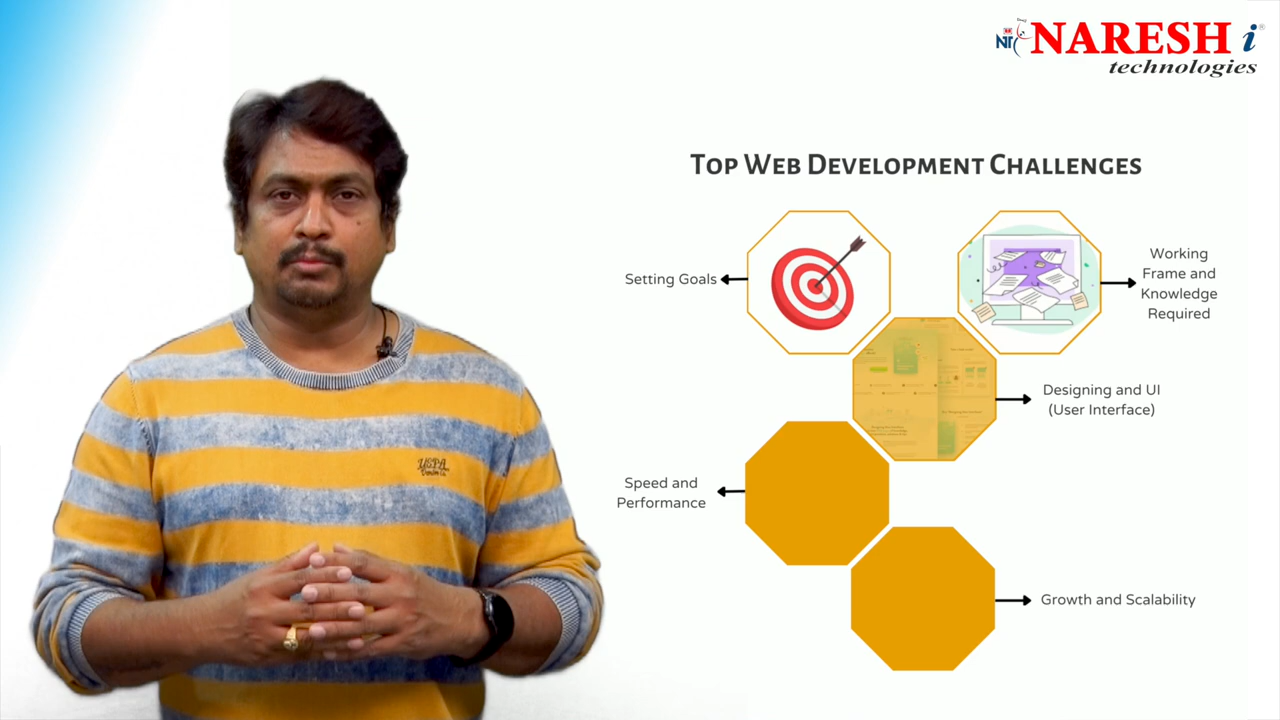 NARESH i
technologies
TOP WEB DEVELOPMENT CHALLENGES
Setting Goals
Working
Frame and
Knowledge
Required
Designing and UI
(User Interface)
Speed and
Performance
Growth and Scalability
USPA